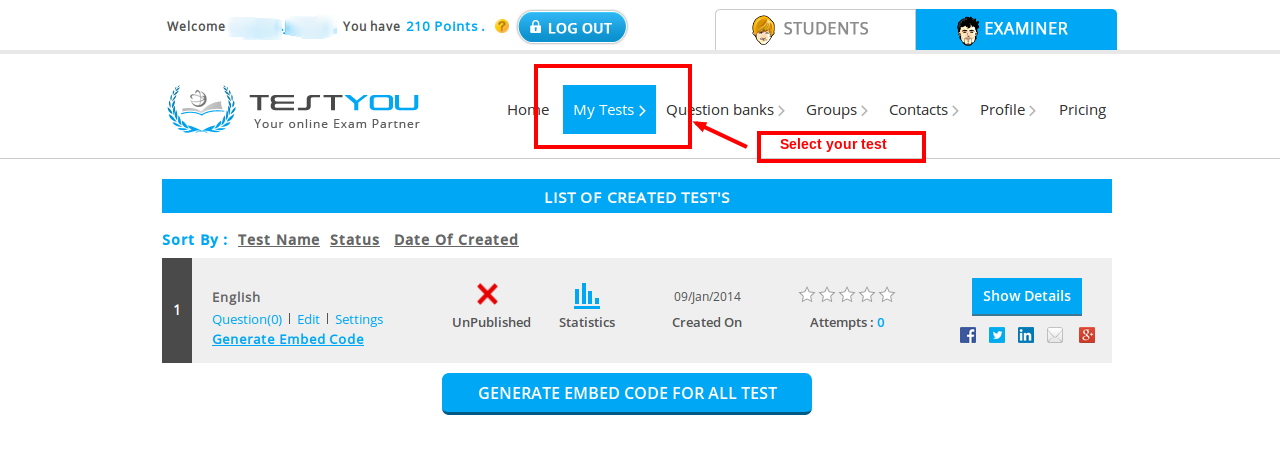 Welcome You have 210 Points . ? LOG OUT STUDENTS EXAMINER
TESTYOU
Your online Exam Partner
Home My Tests Question banks Groups Contacts Profile Pricing
Select your test
LIST OF CREATED TEST'S
Sort By : Test Name Status Date Of Created
1
English
Question(0) | Edit | Settings
Generate Embed Code
UnPublished
Statistics
09/Jan/2014
Created On
Attempts : 0
Show Details
GENERATE EMBED CODE FOR ALL TEST